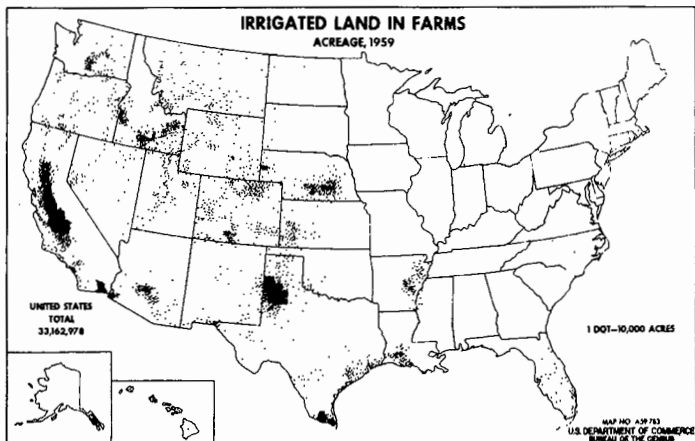 IRRIGATED LAND IN FARMS
ACREAGE, 1959
UNITED STATES
TOTAL
33,162,978
1 DOT—10,000 ACRES
MAP NO. A59-783
U.S. DEPARTMENT OF COMMERCE
BUREAU OF THE CENSUS